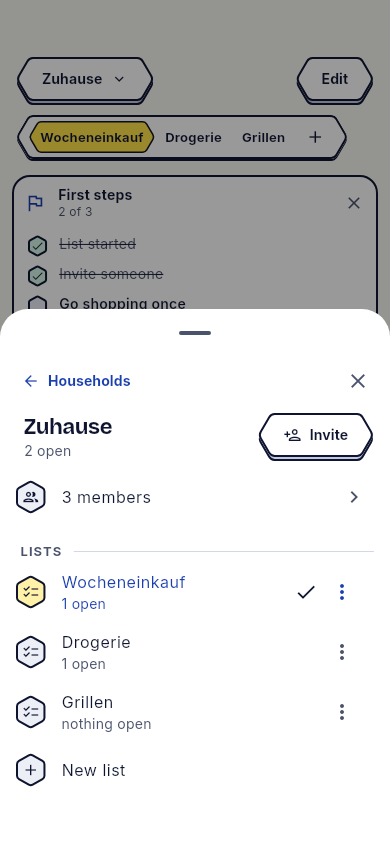 Zuhause
Edit
Wocheneinkauf
Drogerie
Grillen
First steps
2 of 3
List started
Invite someone
Go shopping once
Households
Zuhause
2 open
Invite
3 members
LISTS
Wocheneinkauf
1 open
Drogerie
1 open
Grillen
nothing open
New list